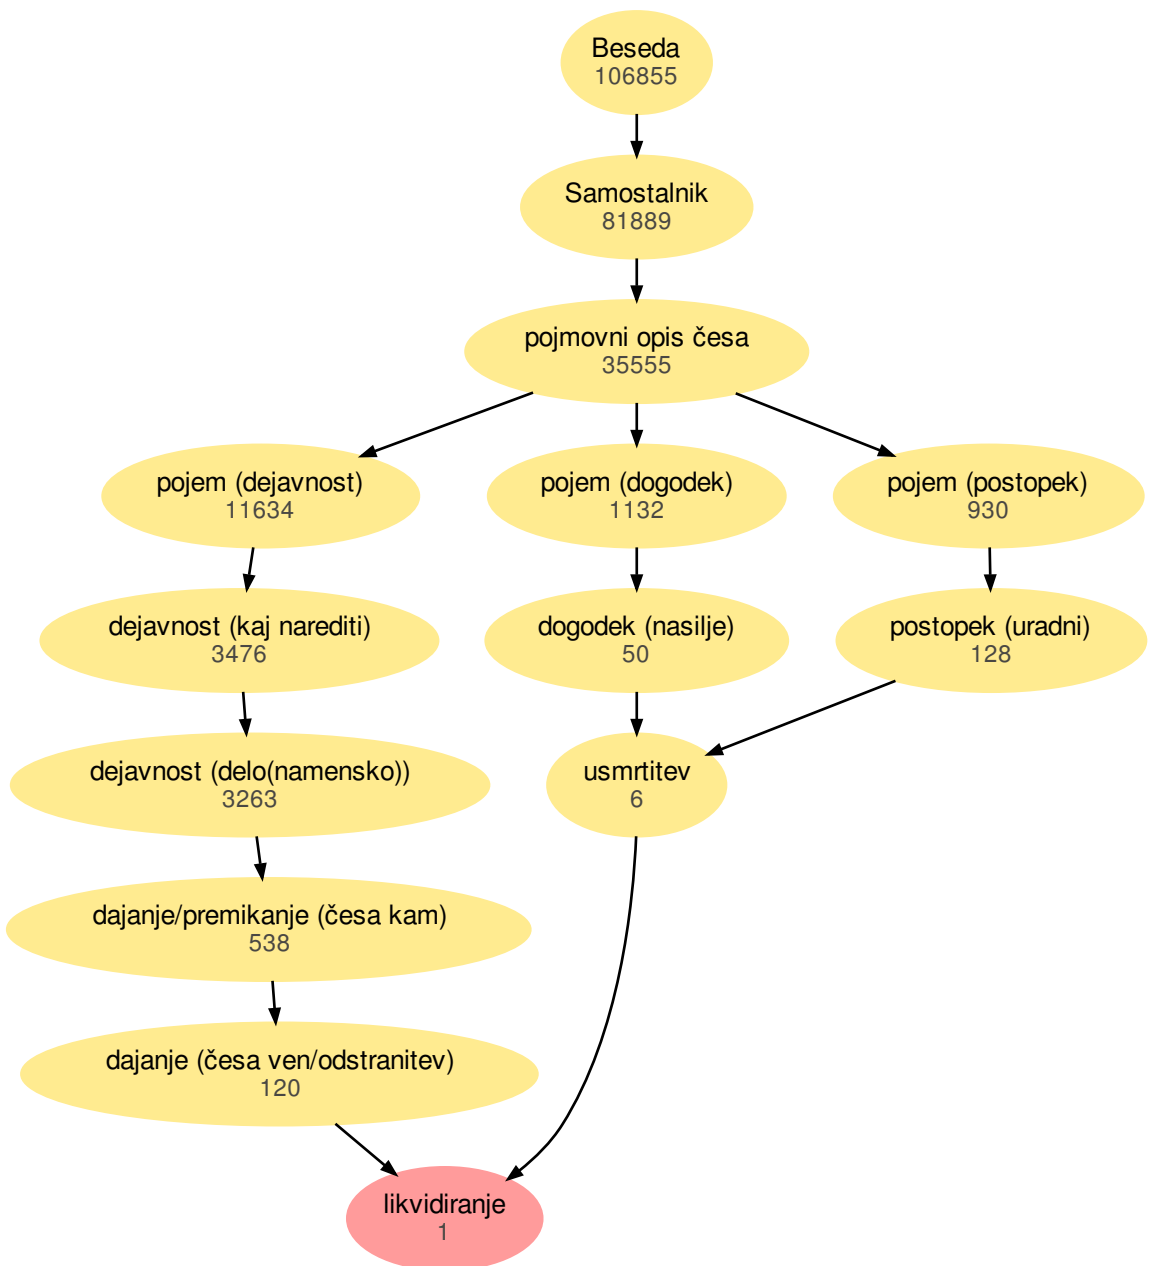 Beseda
106855
Samostalnik
81889
pojmovni opis česa
35555
pojem (dejavnost)
11634
pojem (dogodek)
1132
pojem (postopek)
930
dejavnost (kaj narediti)
3476
dogodek (nasilje)
50
postopek (uradni)
128
dejavnost (delo(namensko))
3263
usmrtitev
6
dajanje/premikanje (česa kam)
538
dajanje (česa ven/odstranitev)
120
likvidiranje
1